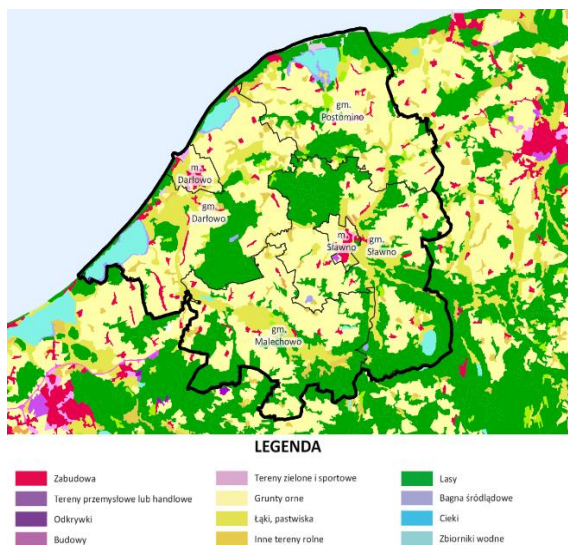 gm.
Postomino
m.
Darłowo
gm.
Darłowo
m.
Sławno
gm.
Sławno
gm.
Malechowo
LEGENDA
Zabudowa
Tereny przemysłowe lub handlowe
Odkrywki
Budowy
Tereny zielone i sportowe
Grunty orne
Łąki, pastwiska
Inne tereny rolne
Lasy
Bagna śródlądowe
Cieki
Zbiorniki wodne